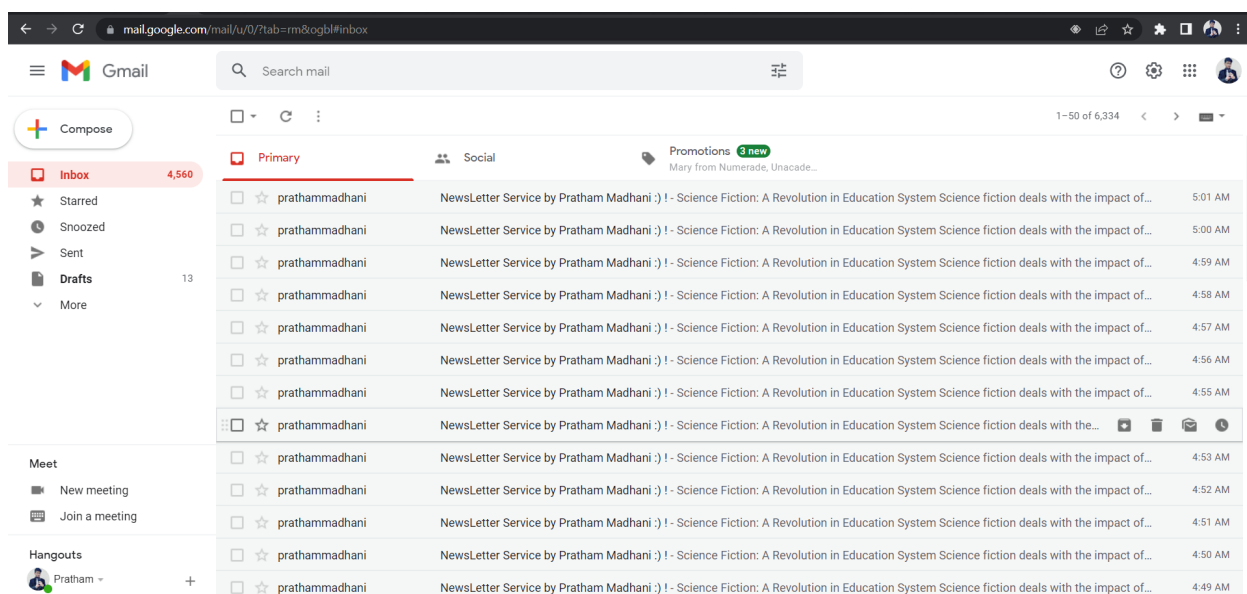 mail.google.com/mail/u/0/?tab=rm&ogbl#inbox
Gmail
Search mail
Compose
1–50 of 6,334
Inbox 4,560
Starred
Snoozed
Sent
Drafts 13
More
Meet
New meeting
Join a meeting
Hangouts
Pratham
Primary
Social
Promotions 3 new
Mary from Numerade, Unacade...
prathammadhani NewsLetter Service by Pratham Madhani :) ! - Science Fiction: A Revolution in Education System Science fiction deals with the impact of... 5:01 AM
prathammadhani NewsLetter Service by Pratham Madhani :) ! - Science Fiction: A Revolution in Education System Science fiction deals with the impact of... 5:00 AM
prathammadhani NewsLetter Service by Pratham Madhani :) ! - Science Fiction: A Revolution in Education System Science fiction deals with the impact of... 4:59 AM
prathammadhani NewsLetter Service by Pratham Madhani :) ! - Science Fiction: A Revolution in Education System Science fiction deals with the impact of... 4:58 AM
prathammadhani NewsLetter Service by Pratham Madhani :) ! - Science Fiction: A Revolution in Education System Science fiction deals with the impact of... 4:57 AM
prathammadhani NewsLetter Service by Pratham Madhani :) ! - Science Fiction: A Revolution in Education System Science fiction deals with the impact of... 4:56 AM
prathammadhani NewsLetter Service by Pratham Madhani :) ! - Science Fiction: A Revolution in Education System Science fiction deals with the impact of... 4:55 AM
prathammadhani NewsLetter Service by Pratham Madhani :) ! - Science Fiction: A Revolution in Education System Science fiction deals with the...
prathammadhani NewsLetter Service by Pratham Madhani :) ! - Science Fiction: A Revolution in Education System Science fiction deals with the impact of... 4:53 AM
prathammadhani NewsLetter Service by Pratham Madhani :) ! - Science Fiction: A Revolution in Education System Science fiction deals with the impact of... 4:52 AM
prathammadhani NewsLetter Service by Pratham Madhani :) ! - Science Fiction: A Revolution in Education System Science fiction deals with the impact of... 4:51 AM
prathammadhani NewsLetter Service by Pratham Madhani :) ! - Science Fiction: A Revolution in Education System Science fiction deals with the impact of... 4:50 AM
prathammadhani NewsLetter Service by Pratham Madhani :) ! - Science Fiction: A Revolution in Education System Science fiction deals with the impact of... 4:49 AM